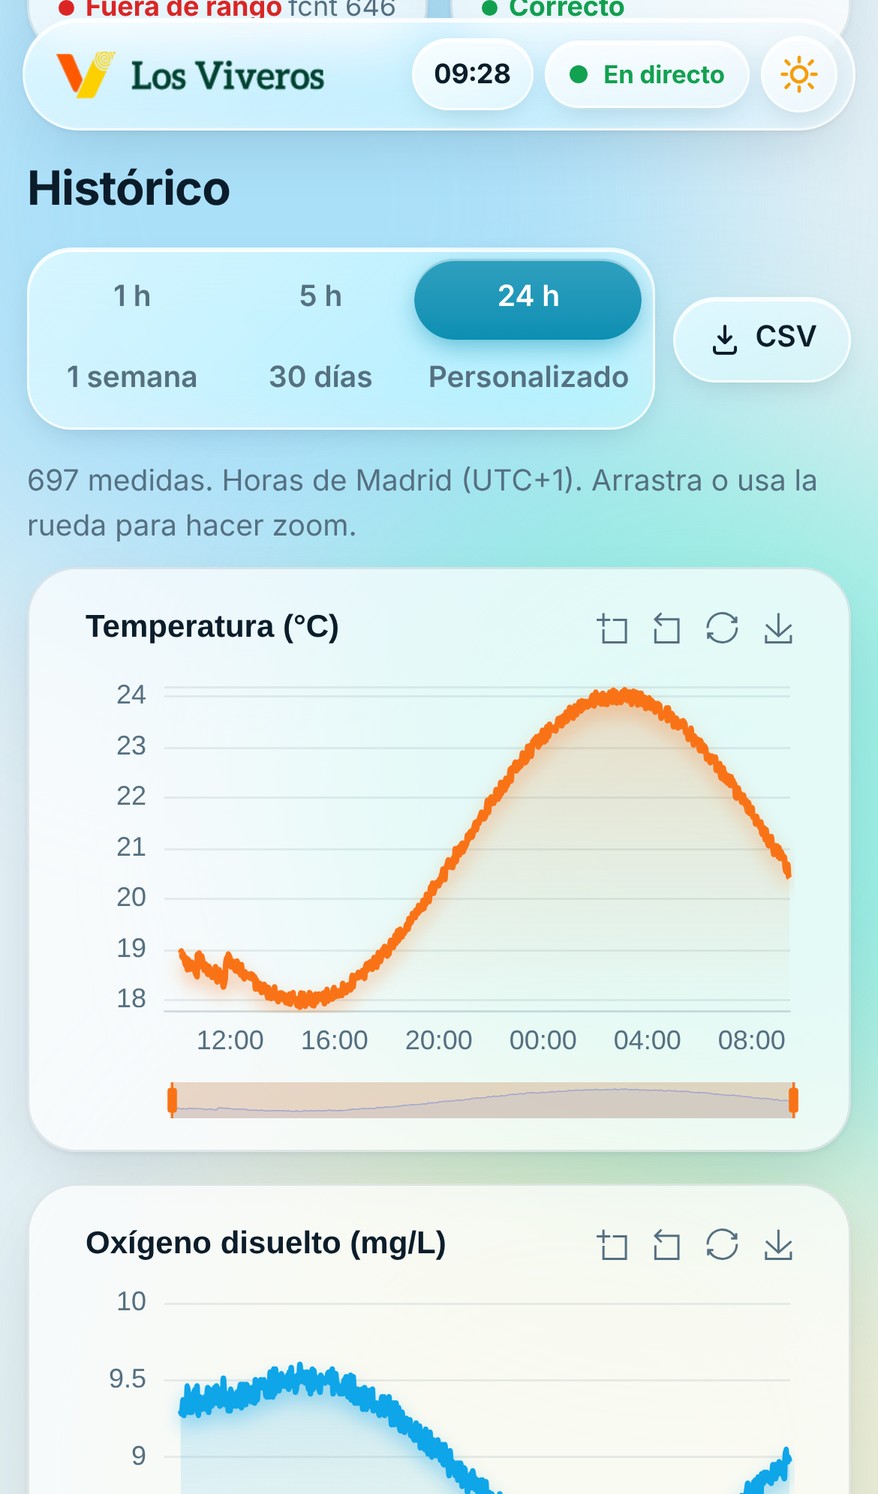 Fuera de rango fcnt 646
Correcto
Los Viveros
09:28
En directo
Histórico
1 h
5 h
24 h
1 semana
30 días
Personalizado
CSV
697 medidas. Horas de Madrid (UTC+1). Arrastra o usa la
rueda para hacer zoom.
Temperatura (°C)
24
23
22
21
20
19
18
12:00
16:00
20:00
00:00
04:00
08:00
Oxígeno disuelto (mg/L)
10
9.5
9